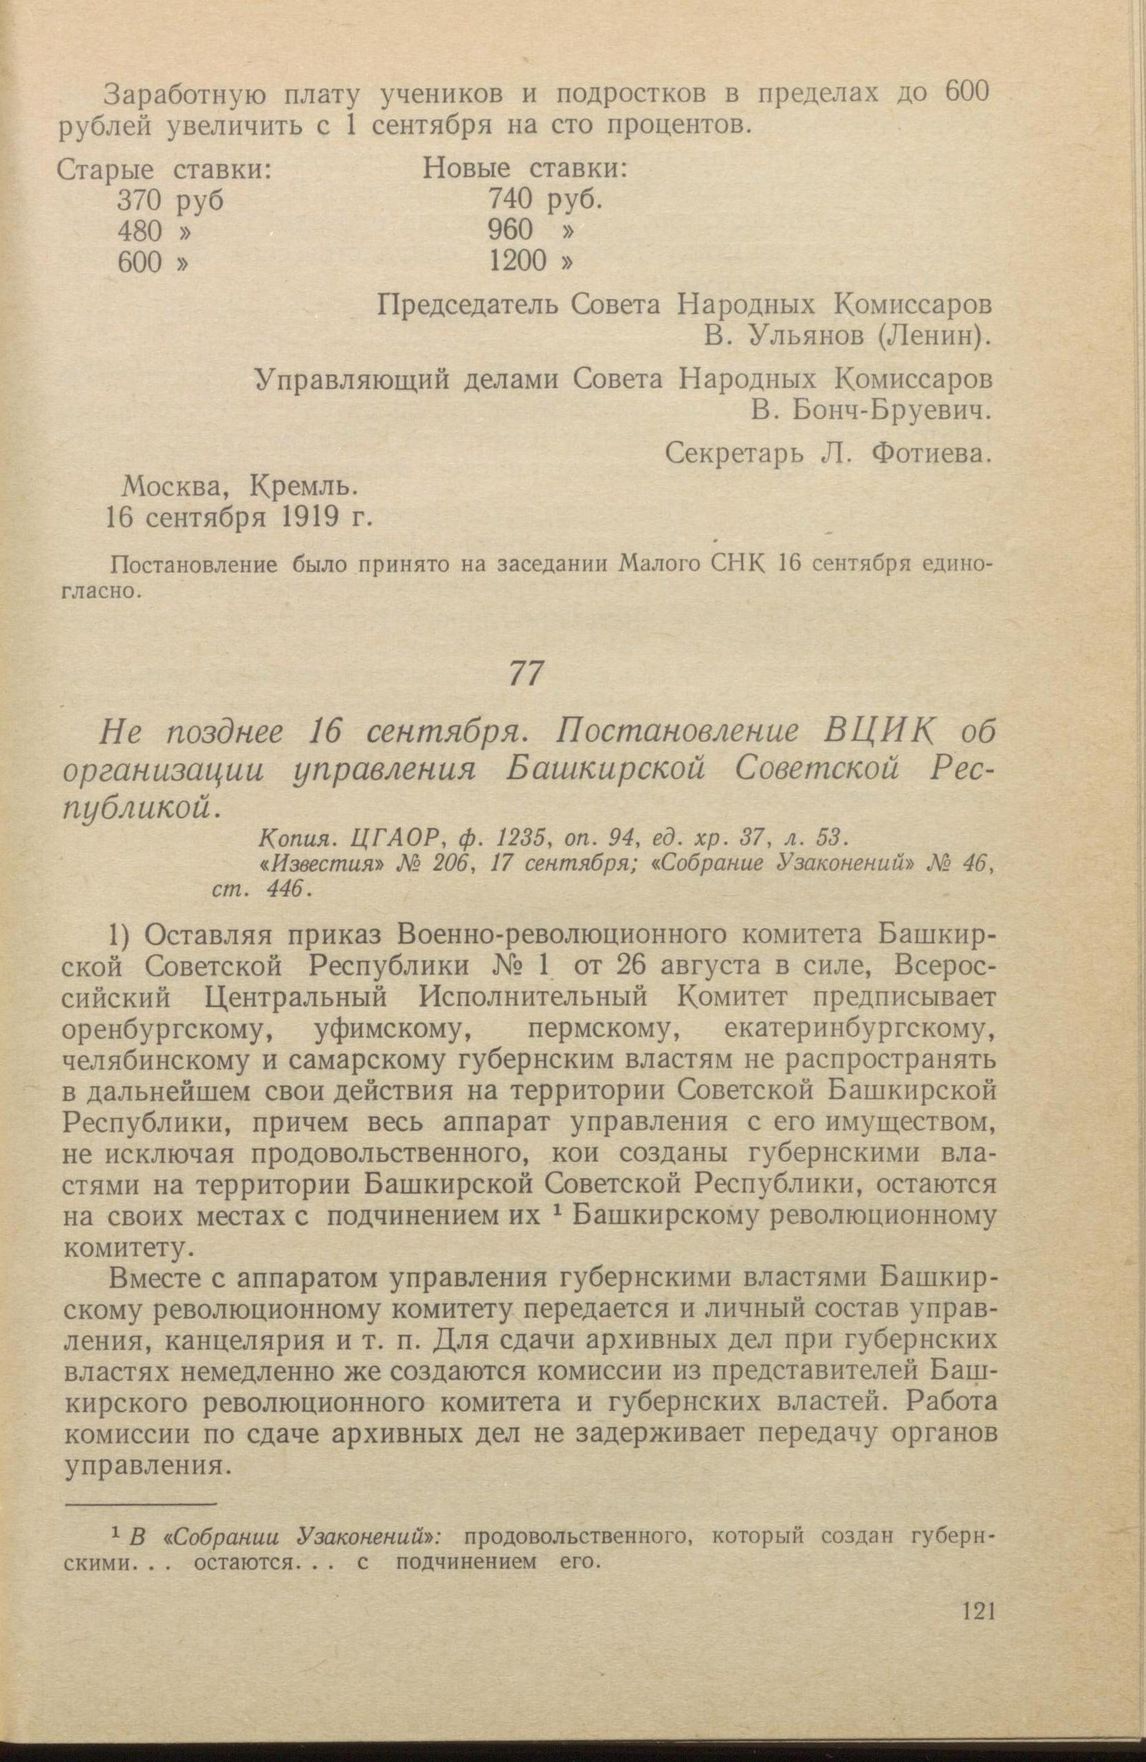 Заработную плату учеников и подростков в пределах до 600
рублей увеличить с 1 сентября на сто процентов.
Старые ставки: Новые ставки:
370 руб 740 руб.
480 » 960 »
600 » 1200 »
Председатель Совета Народных Комиссаров
В. Ульянов (Ленин).
Управляющий делами Совета Народных Комиссаров
В. Бонч-Бруевич.
Секретарь Л. Фотиева.
Москва, Кремль.
16 сентября 1919 г.
Постановление было принято на заседании Малого СНК 16 сентября едино-
гласно.
77
Не позднее 16 сентября. Постановление ВЦИК об
организации управления Башкирской Советской Рес-
публикой.
Копия. ЦГАОР, ф. 1235, оп. 94, ед. хр. 37, л. 53.
«Известия» № 206, 17 сентября; «Собрание Узаконений» № 46,
ст. 446.
1) Оставляя приказ Военно-революционного комитета Башкир-
ской Советской Республики № 1 от 26 августа в силе, Всерос-
сийский Центральный Исполнительный Комитет предписывает
оренбургскому, уфимскому, пермскому, екатеринбургскому,
челябинскому и самарскому губернским властям не распространять
в дальнейшем свои действия на территории Советской Башкирской
Республики, причем весь аппарат управления с его имуществом,
не исключая продовольственного, кои созданы губернскими вла-
стями на территории Башкирской Советской Республики, остаются
на своих местах с подчинением их ¹ Башкирскому революционному
комитету.
Вместе с аппаратом управления губернскими властями Башкир-
скому революционному комитету передается и личный состав управ-
ления, канцелярия и т. п. Для сдачи архивных дел при губернских
властях немедленно же создаются комиссии из представителей Баш-
кирского революционного комитета и губернских властей. Работа
комиссии по сдаче архивных дел не задерживает передачу органов
управления.
¹ В «Собрании Узаконений»: продовольственного, который создан губерн-
скими. . . остаются. . . с подчинением его.
121